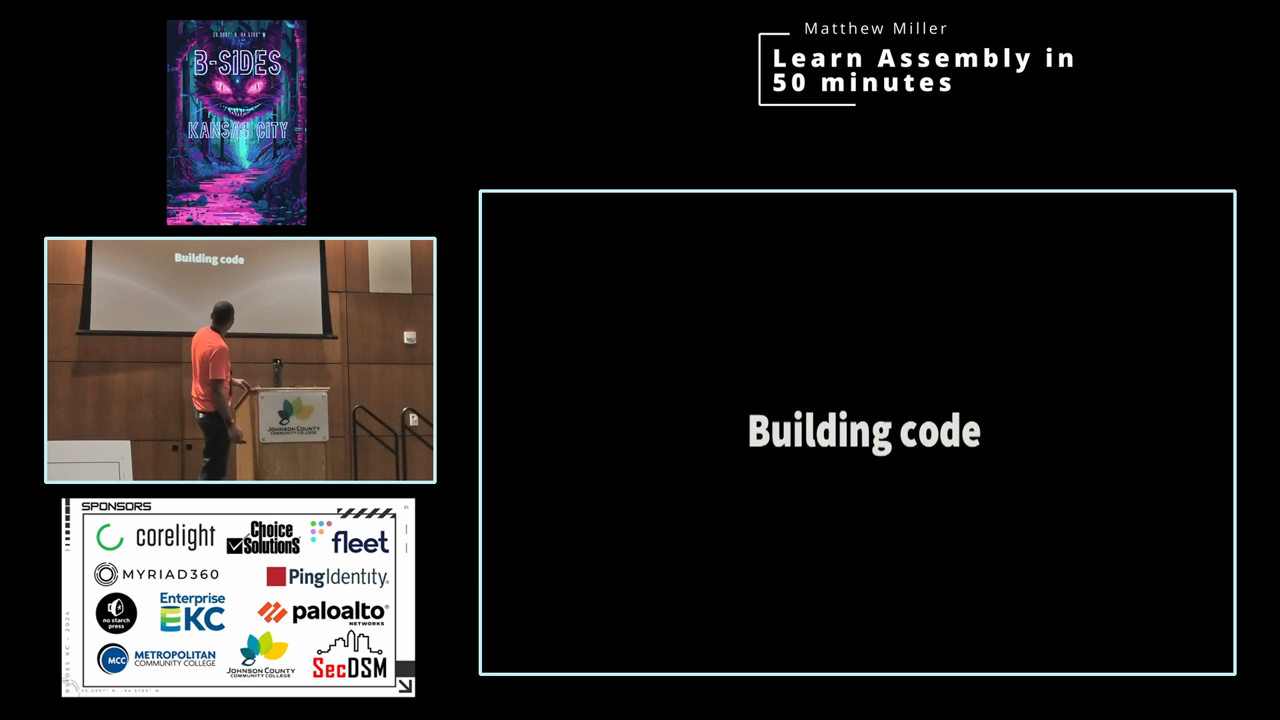 B-SIDES
KANSAS CITY
Matthew Miller
Learn Assembly in
50 minutes
Building code
JOHNSON COUNTY
COMMUNITY COLLEGE
Building code
SPONSORS
corelight
Choice
Solutions
fleet
MYRIAD360
PingIdentity
no starch
press
Enterprise
KC
paloalto
NETWORKS
MCC
METROPOLITAN
COMMUNITY COLLEGE
JOHNSON COUNTY
COMMUNITY COLLEGE
SecDSM